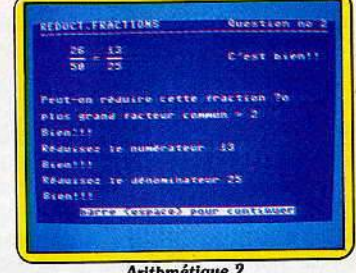 REDUCT.FRACTIONS Question no 2
26 = 13 C'est bien!!
50 25
Peut-on réduire cette fraction ?o
plus grand facteur commun = 2
Bien!!!
Réduisez le numérateur 13
Bien!!!
Réduisez le dénominateur 25
Bien!!!
barre <espace> pour continuer
Arithmétique 2